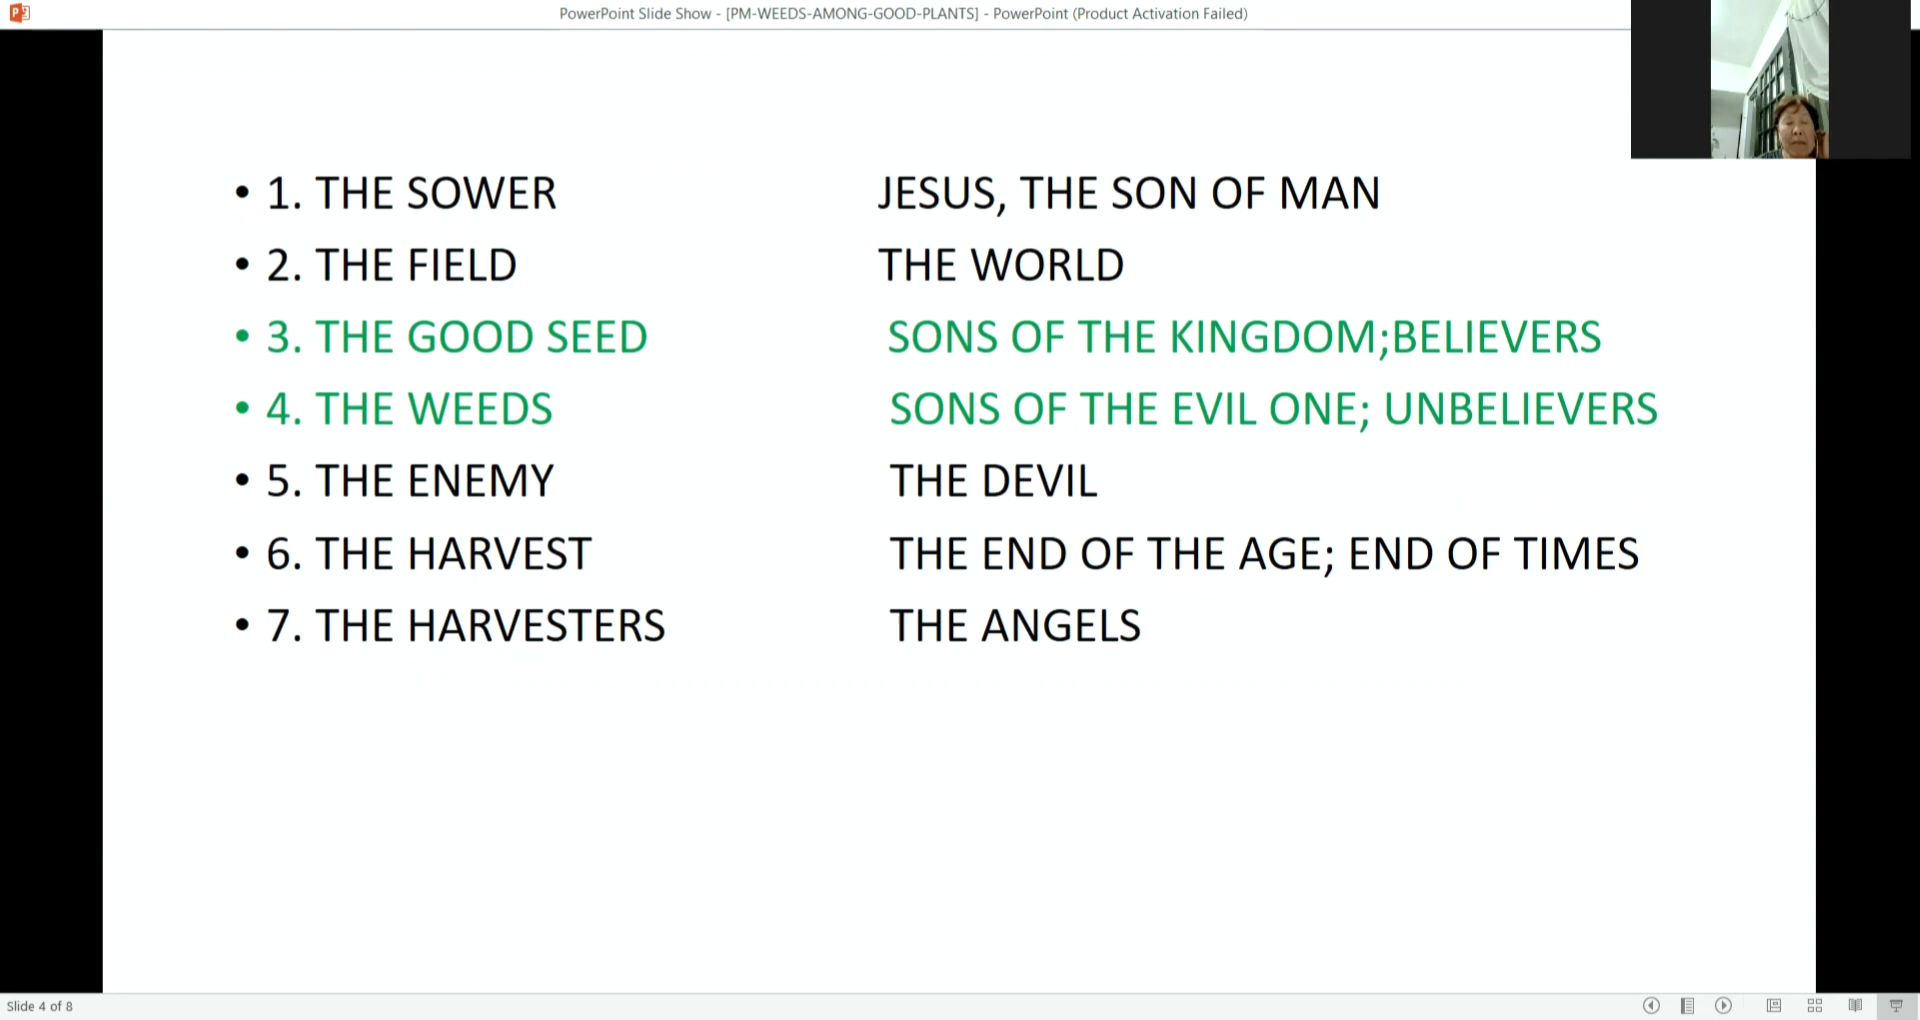 PowerPoint Slide Show - [PM-WEEDS-AMONG-GOOD-PLANTS] - PowerPoint (Product Activation Failed)
• 1. THE SOWER JESUS, THE SON OF MAN
• 2. THE FIELD THE WORLD
• 3. THE GOOD SEED SONS OF THE KINGDOM;BELIEVERS
• 4. THE WEEDS SONS OF THE EVIL ONE; UNBELIEVERS
• 5. THE ENEMY THE DEVIL
• 6. THE HARVEST THE END OF THE AGE; END OF TIMES
• 7. THE HARVESTERS THE ANGELS
Slide 4 of 8